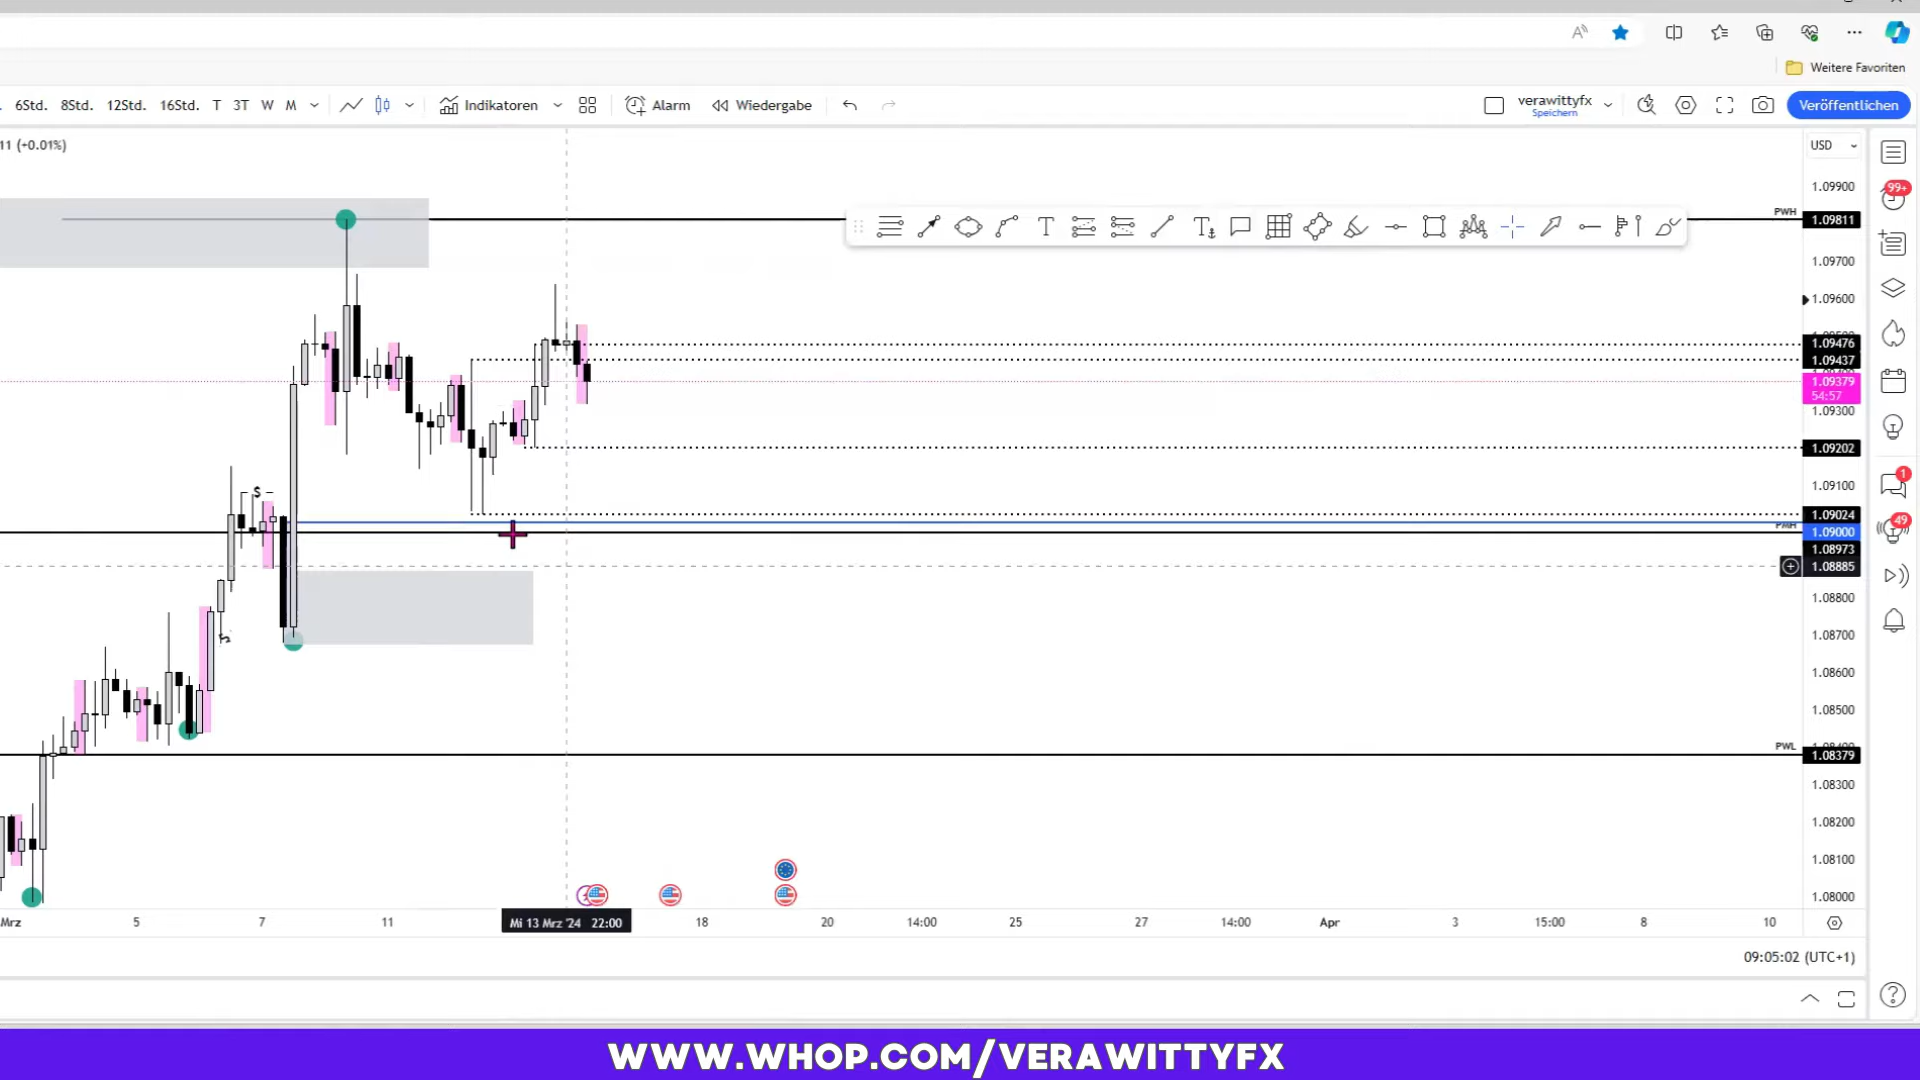 Weitere Favoriten
6Std. 8Std. 12Std. 16Std. T 3T W M Indikatoren Alarm Wiedergabe verawittyfx Veröffentlichen
Speichern
11 (+0.01%)
USD
1.09900
99+
PWH 1.09811
1.09700
1.09600
1.09476
1.09437
1.09379
54:57
1.09300
1.09202
1.09100
1
$
1.09024
PMH 1.09000
49
1.08973
1.08885
1.08800
1.08700
1.08600
1.08500
PWL 1.08379
1.08300
1.08200
1.08100
1.08000
Mrz 5 7 11 Mi 13 Mrz '24 22:00 18 20 14:00 25 27 14:00 Apr 3 15:00 8 10
09:05:02 (UTC+1)
WWW.WHOP.COM/VERAWITTYFX